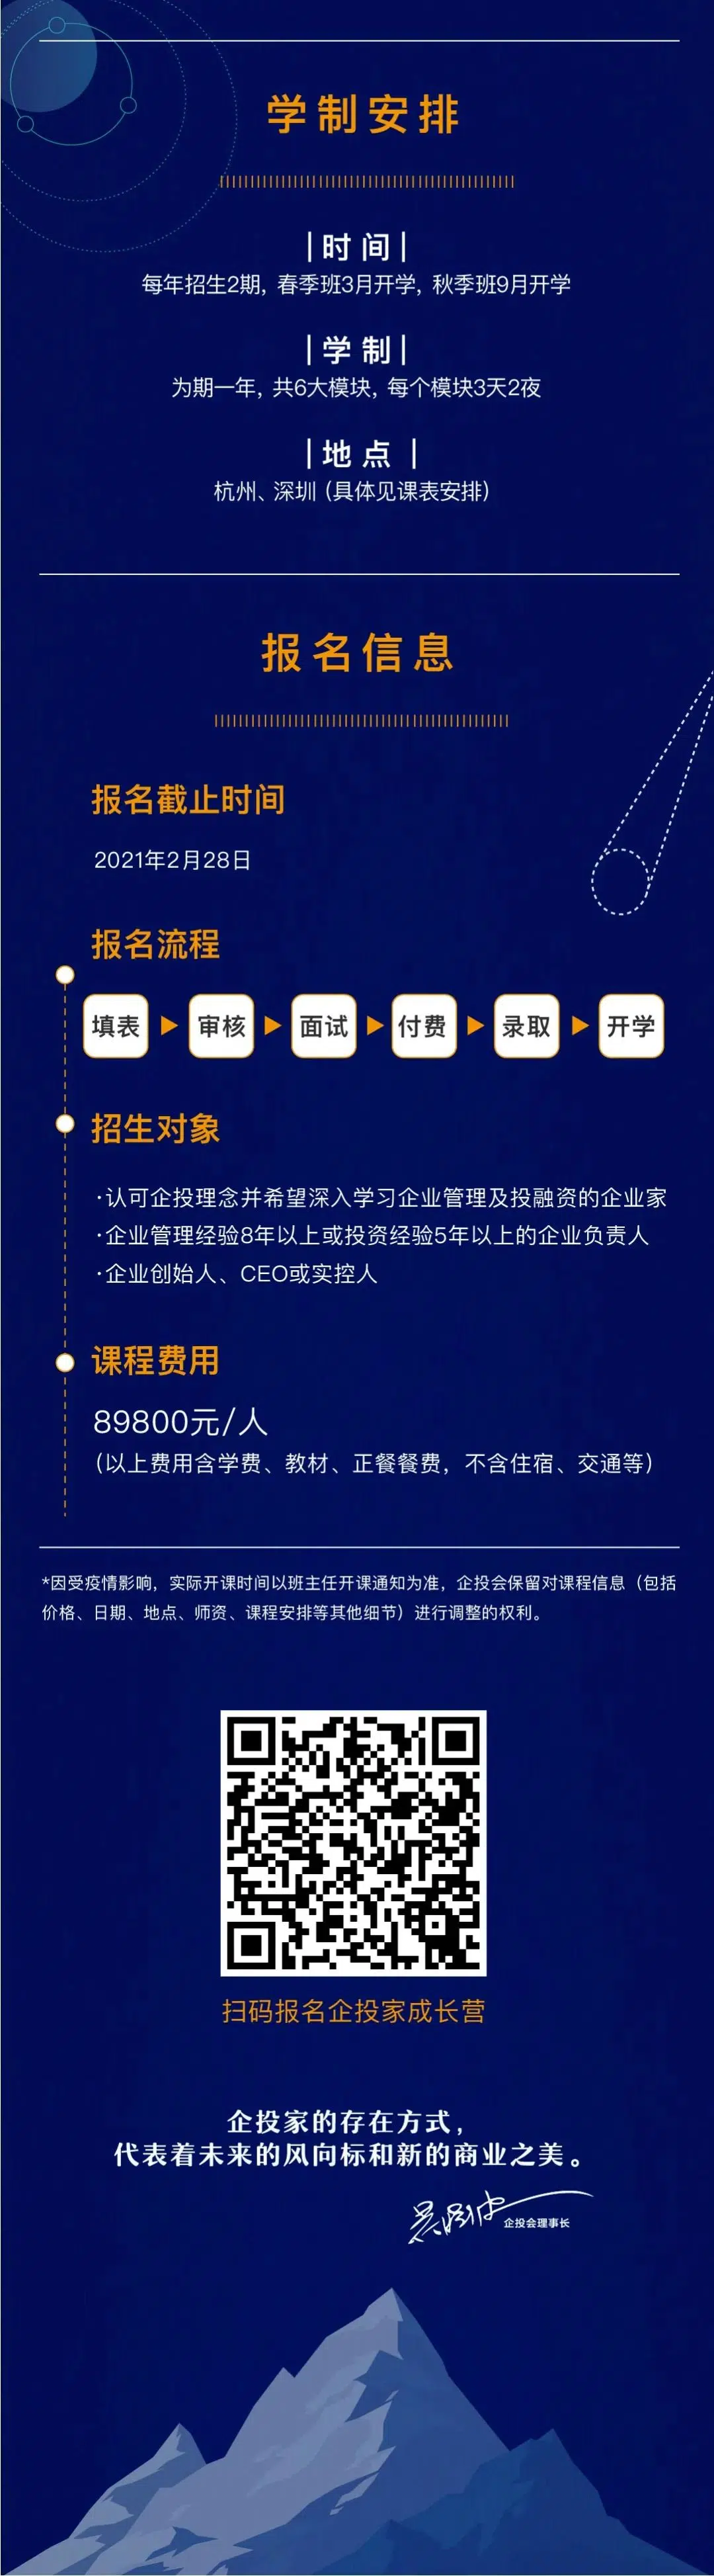 学制安排
|时间|
每年招生2期, 春季班3月开学, 秋季班9月开学
|学制|
为期一年, 共6大模块, 每个模块3天2夜
|地点|
杭州、深圳 (具体见课表安排)
报名信息
报名截止时间
2021年2月28日
报名流程
填表 ▶ 审核 ▶ 面试 ▶ 付费 ▶ 录取 ▶ 开学
招生对象
·认可企投理念并希望深入学习企业管理及投融资的企业家
·企业管理经验8年以上或投资经验5年以上的企业负责人
·企业创始人、CEO或实控人
课程费用
89800元/人
(以上费用含学费、教材、正餐餐费，不含住宿、交通等)
*因受疫情影响，实际开课时间以班主任开课通知为准，企投会保留对课程信息（包括
价格、日期、地点、师资、课程安排等其他细节）进行调整的权利。
扫码报名企投家成长营
企投家的存在方式，
代表着未来的风向标和新的商业之美。
企投会理事长